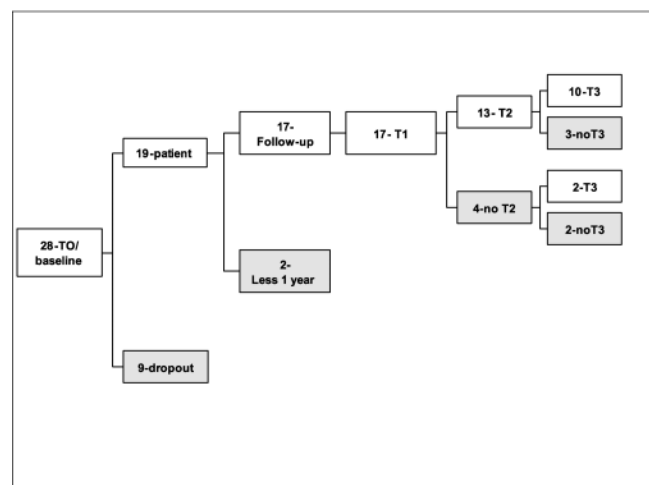 28-TO/
baseline
19-patient
9-dropout
17-
Follow-up
2-
Less 1 year
17- T1
13- T2
4-no T2
10-T3
3-noT3
2-T3
2-noT3